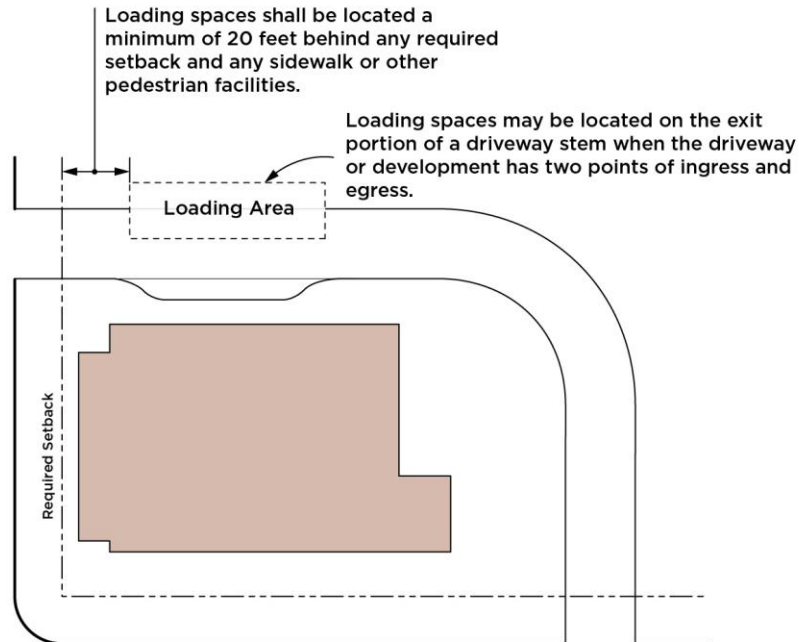 Loading spaces shall be located a
minimum of 20 feet behind any required
setback and any sidewalk or other
pedestrian facilities.
Loading spaces may be located on the exit
portion of a driveway stem when the driveway
or development has two points of ingress and
egress.
Loading Area
Required Setback